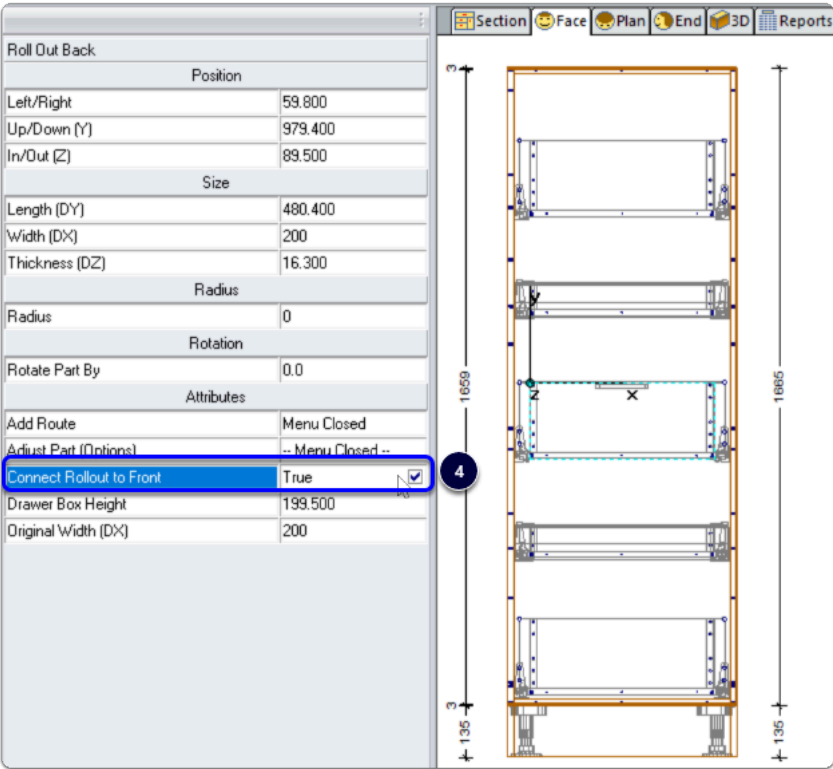 Section Face Plan End 3D Reports
Roll Out Back
Position
Left/Right 59.800
Up/Down (Y) 979.400
In/Out (Z) 89.500
Size
Length (DY) 480.400
Width (DX) 200
Thickness (DZ) 16.300
Radius
Radius 0
Rotation
Rotate Part By 0.0
Attributes
Add Route Menu Closed
Adjust Part (Options) -- Menu Closed --
Connect Rollout to Front True
4
Drawer Box Height 199.500
Original Width (DX) 200
3
y
z x
1659
1665
3
135
135